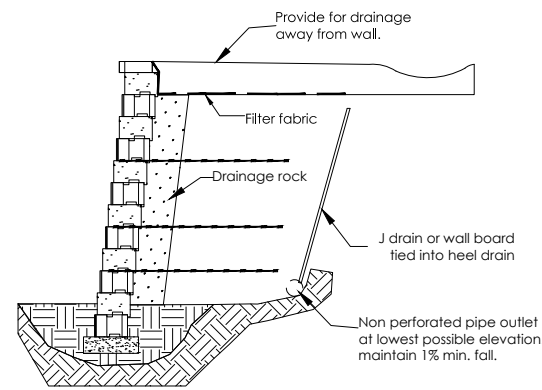 Provide for drainage
away from wall.
Filter fabric
Drainage rock
J drain or wall board
tied into heel drain
Non perforated pipe outlet
at lowest possible elevation
maintain 1% min. fall.